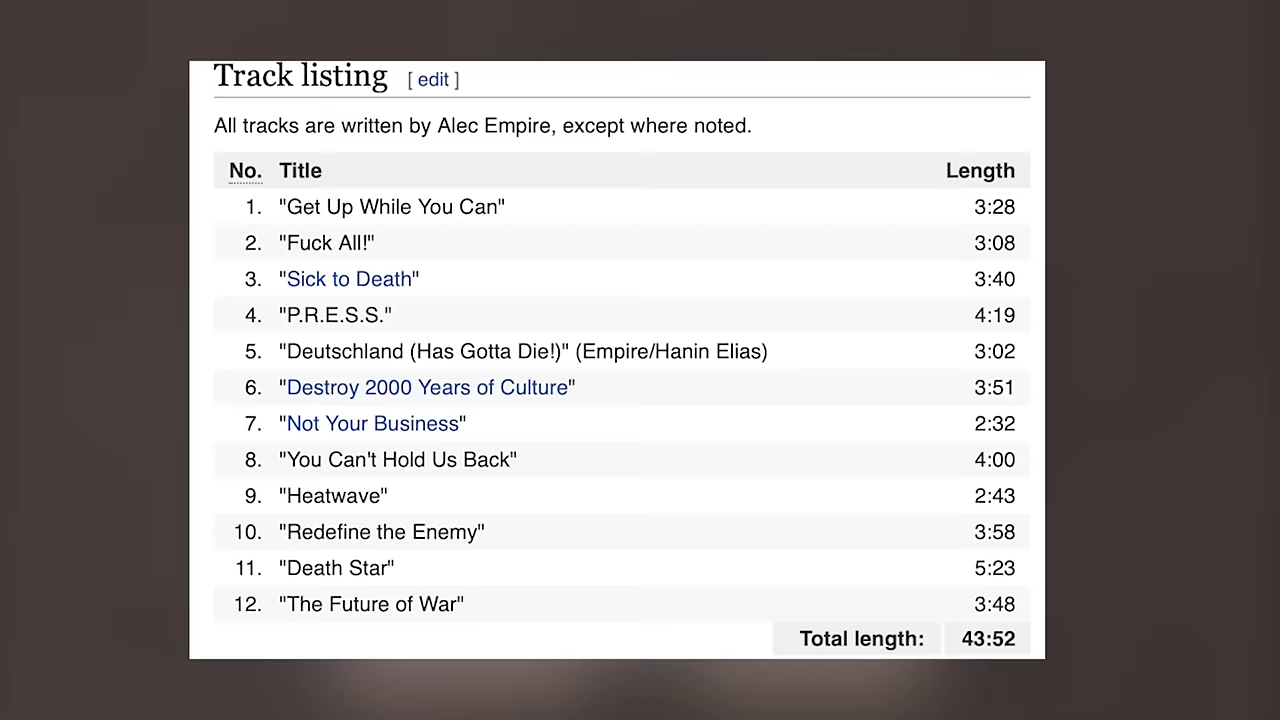 Track listing [ edit ]
All tracks are written by Alec Empire, except where noted.
No. Title Length
1. "Get Up While You Can" 3:28
2. "Fuck All!" 3:08
3. "Sick to Death" 3:40
4. "P.R.E.S.S." 4:19
5. "Deutschland (Has Gotta Die!)" (Empire/Hanin Elias) 3:02
6. "Destroy 2000 Years of Culture" 3:51
7. "Not Your Business" 2:32
8. "You Can't Hold Us Back" 4:00
9. "Heatwave" 2:43
10. "Redefine the Enemy" 3:58
11. "Death Star" 5:23
12. "The Future of War" 3:48
Total length: 43:52